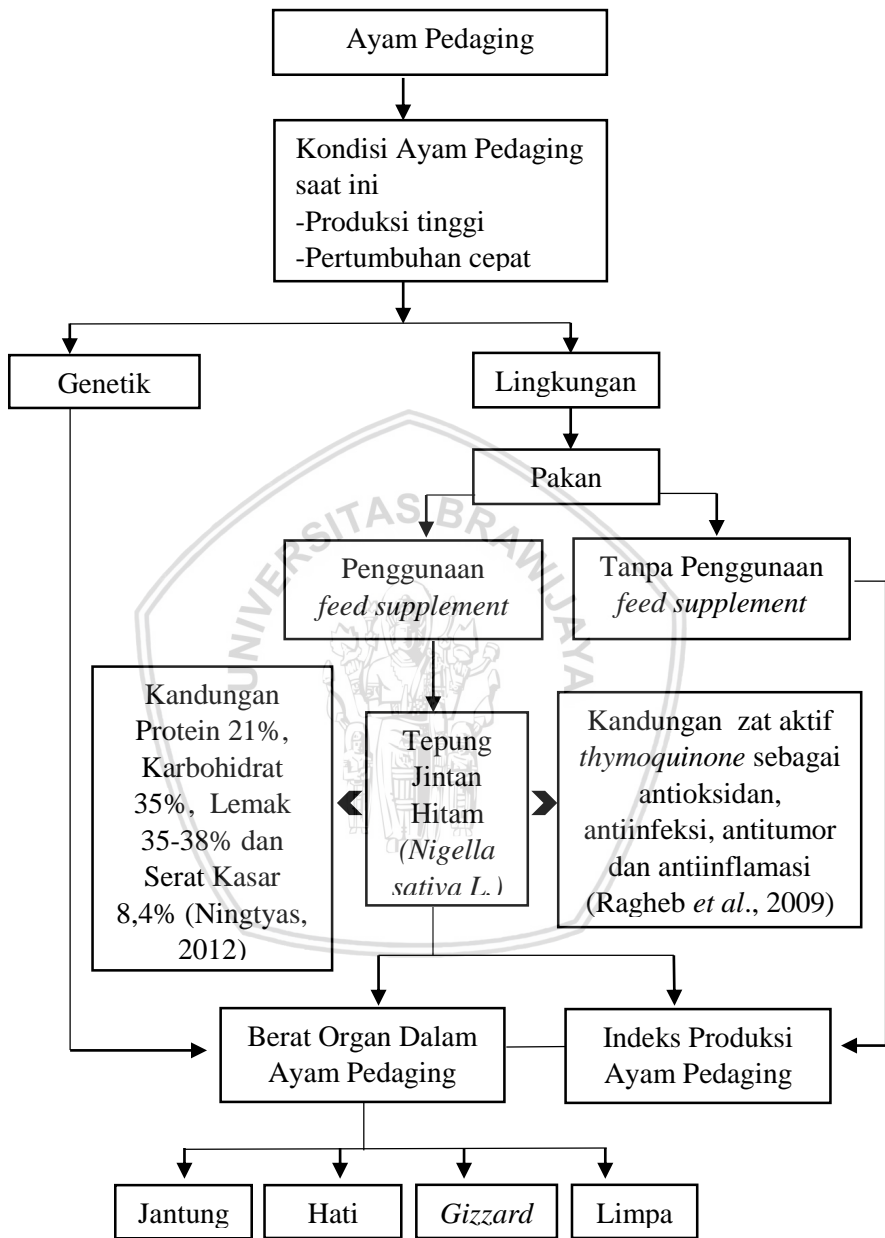 Ayam Pedaging
Kondisi Ayam Pedaging
saat ini
-Produksi tinggi
-Pertumbuhan cepat
Genetik
Lingkungan
Pakan
UNIVERSITAS BRAWIJAYA
Penggunaan
feed supplement
Tanpa Penggunaan
feed supplement
Kandungan
Protein 21%,
Karbohidrat
35%, Lemak
35-38% dan
Serat Kasar
8,4% (Ningtyas,
2012)
Tepung
Jintan
Hitam
(Nigella
sativa L.)
Kandungan zat aktif
thymoquinone sebagai
antioksidan,
antiinfeksi, antitumor
dan antiinflamasi
(Ragheb et al., 2009)
Berat Organ Dalam
Ayam Pedaging
Indeks Produksi
Ayam Pedaging
Jantung
Hati
Gizzard
Limpa